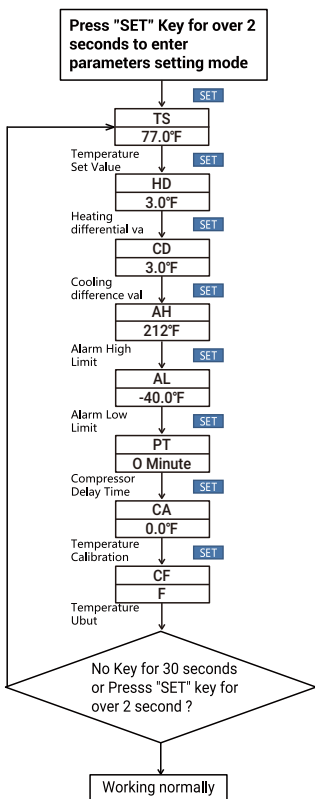 Press "SET" Key for over 2
seconds to enter
parameters setting mode
SET
TS
77.0°F
Temperature
Set Value
SET
HD
3.0°F
Heating
differential va
SET
CD
3.0°F
Cooling
difference val
SET
AH
212°F
Alarm High
Limit
SET
AL
-40.0°F
Alarm Low
Limit
SET
PT
O Minute
Compressor
Delay Time
SET
CA
0.0°F
Temperature
Calibration
SET
CF
F
Temperature
Ubut
No Key for 30 seconds
or Presss "SET" key for
over 2 second ?
Working normally